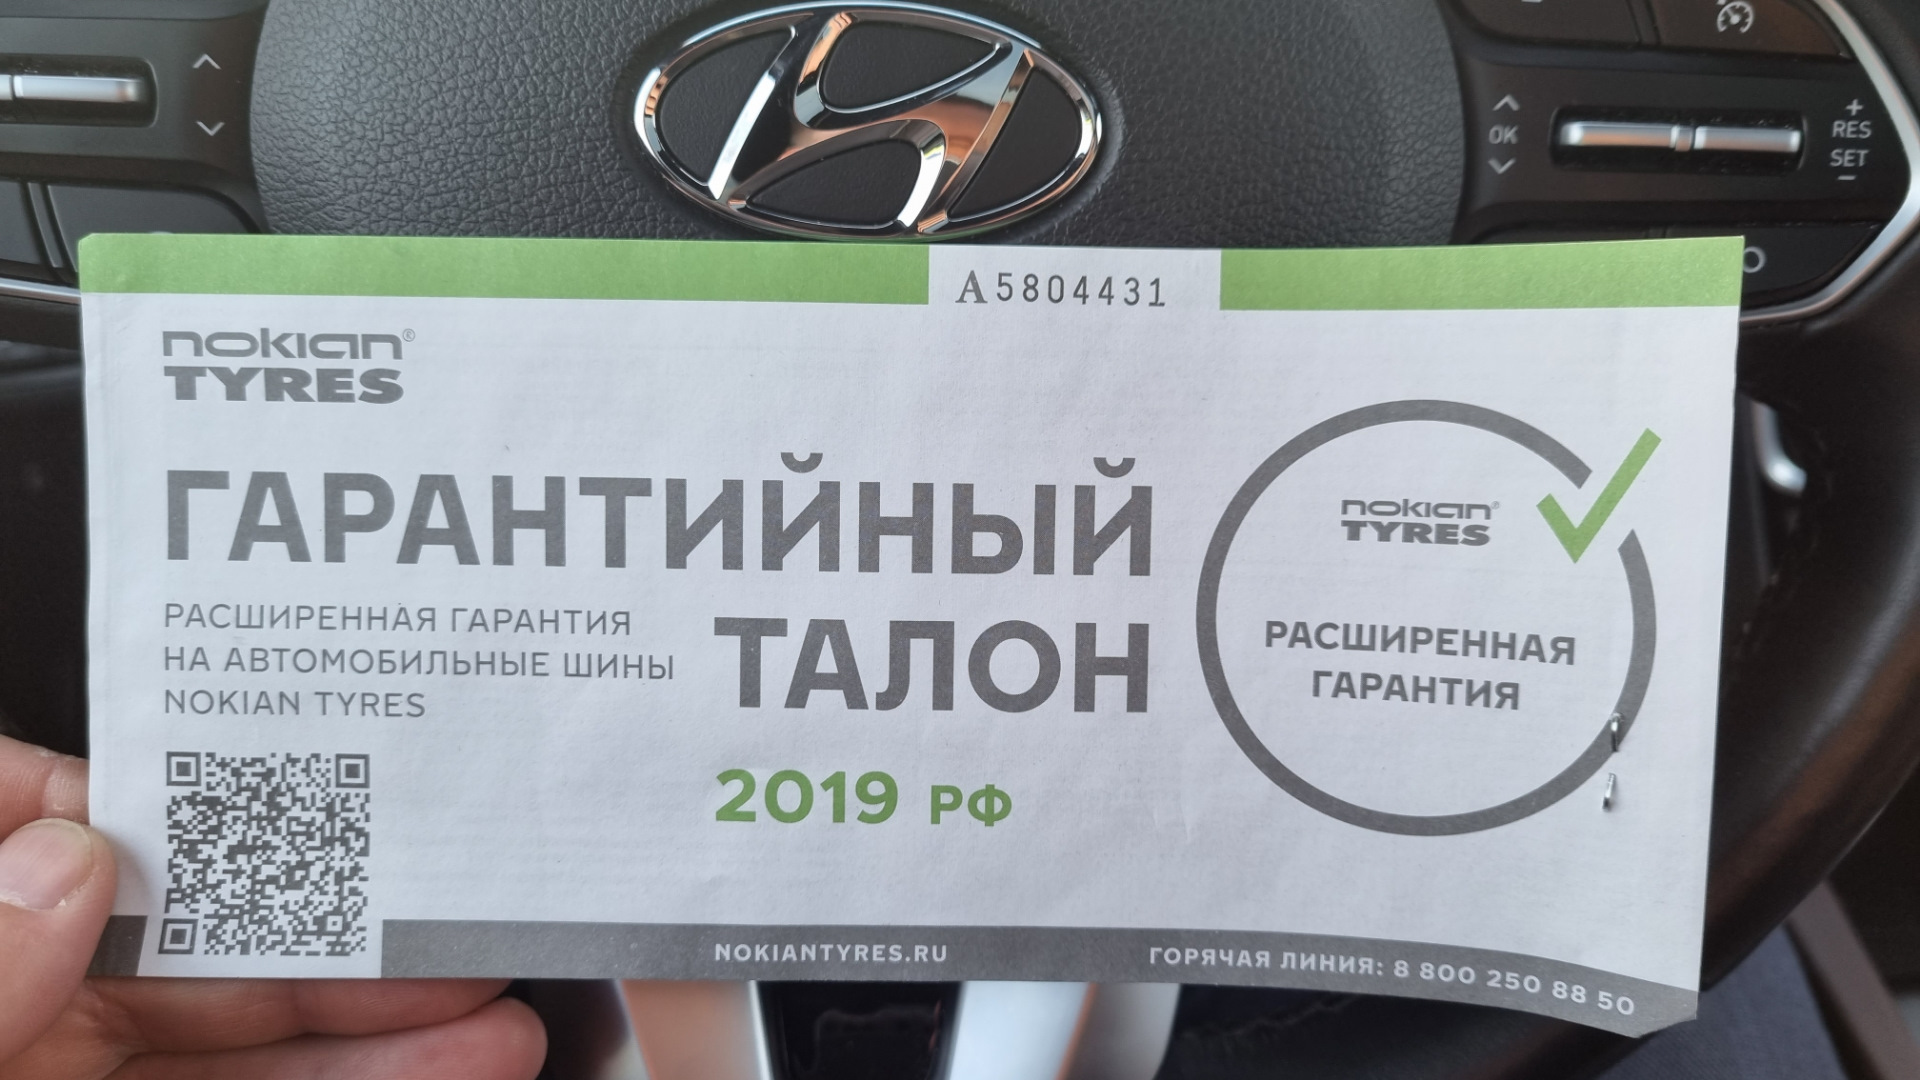 OK
+
RES
SET
−
A5804431
nokian®
TYRES
ГАРАНТИЙНЫЙ
ТАЛОН
РАСШИРЕННАЯ ГАРАНТИЯ
НА АВТОМОБИЛЬНЫЕ ШИНЫ
NOKIAN TYRES
2019 РФ
nokian®
TYRES
РАСШИРЕННАЯ
ГАРАНТИЯ
NOKIANTYRES.RU
ГОРЯЧАЯ ЛИНИЯ: 8 800 250 88 50